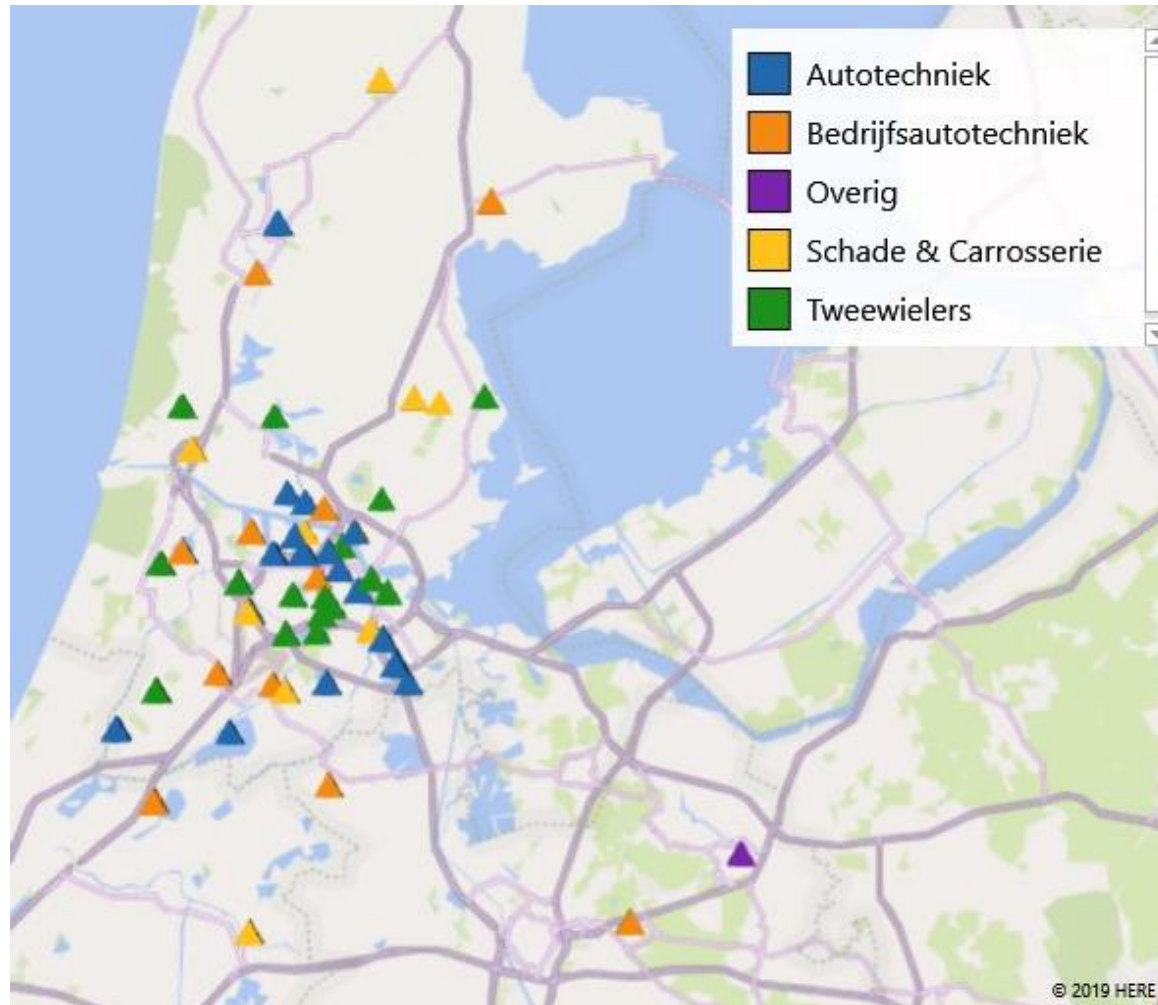 Autotechniek
Bedrijfsautotechniek
Overig
Schade & Carrosserie
Tweewielers
© 2019 HERE